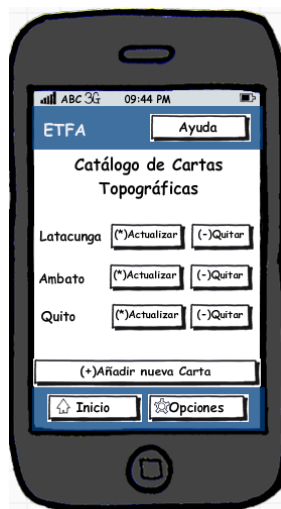 ABC 3G 09:44 PM
ETFA Ayuda
Catálogo de Cartas
Topográficas
Latacunga (*)Actualizar (-)Quitar
Ambato (*)Actualizar (-)Quitar
Quito (*)Actualizar (-)Quitar
(+)Añadir nueva Carta
Inicio Opciones